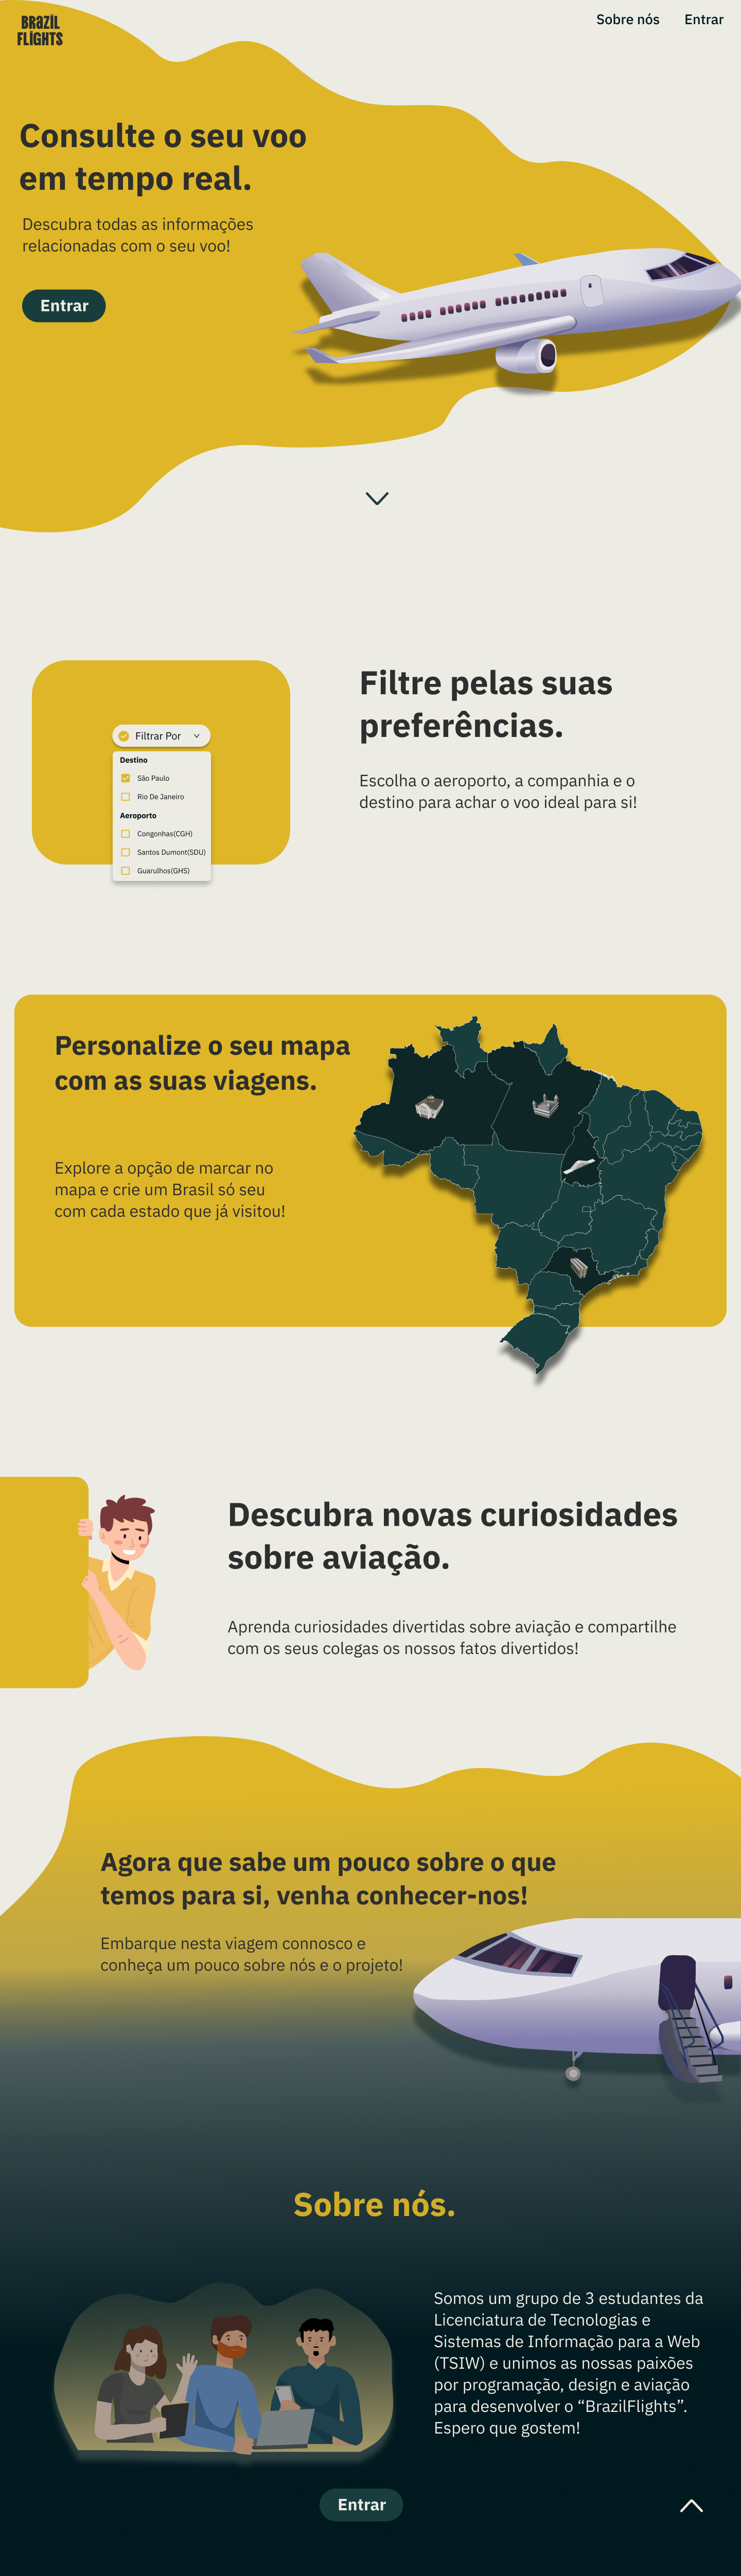 BRAZIL
FLIGHTS
Sobre nós
Entrar
Consulte o seu voo
em tempo real.
Descubra todas as informações
relacionadas com o seu voo!
Entrar
Filtre pelas suas
preferências.
Escolha o aeroporto, a companhia e o
destino para achar o voo ideal para si!
Filtrar Por
Destino
São Paulo
Rio De Janeiro
Aeroporto
Congonhas(CGH)
Santos Dumont(SDU)
Guarulhos(GHS)
Personalize o seu mapa
com as suas viagens.
Explore a opção de marcar no
mapa e crie um Brasil só seu
com cada estado que já visitou!
Descubra novas curiosidades
sobre aviação.
Aprenda curiosidades divertidas sobre aviação e compartilhe
com os seus colegas os nossos fatos divertidos!
Agora que sabe um pouco sobre o que
temos para si, venha conhecer-nos!
Embarque nesta viagem connosco e
conheça um pouco sobre nós e o projeto!
Sobre nós.
Somos um grupo de 3 estudantes da
Licenciatura de Tecnologias e
Sistemas de Informação para a Web
(TSIW) e unimos as nossas paixões
por programação, design e aviação
para desenvolver o “BrazilFlights”.
Espero que gostem!
Entrar